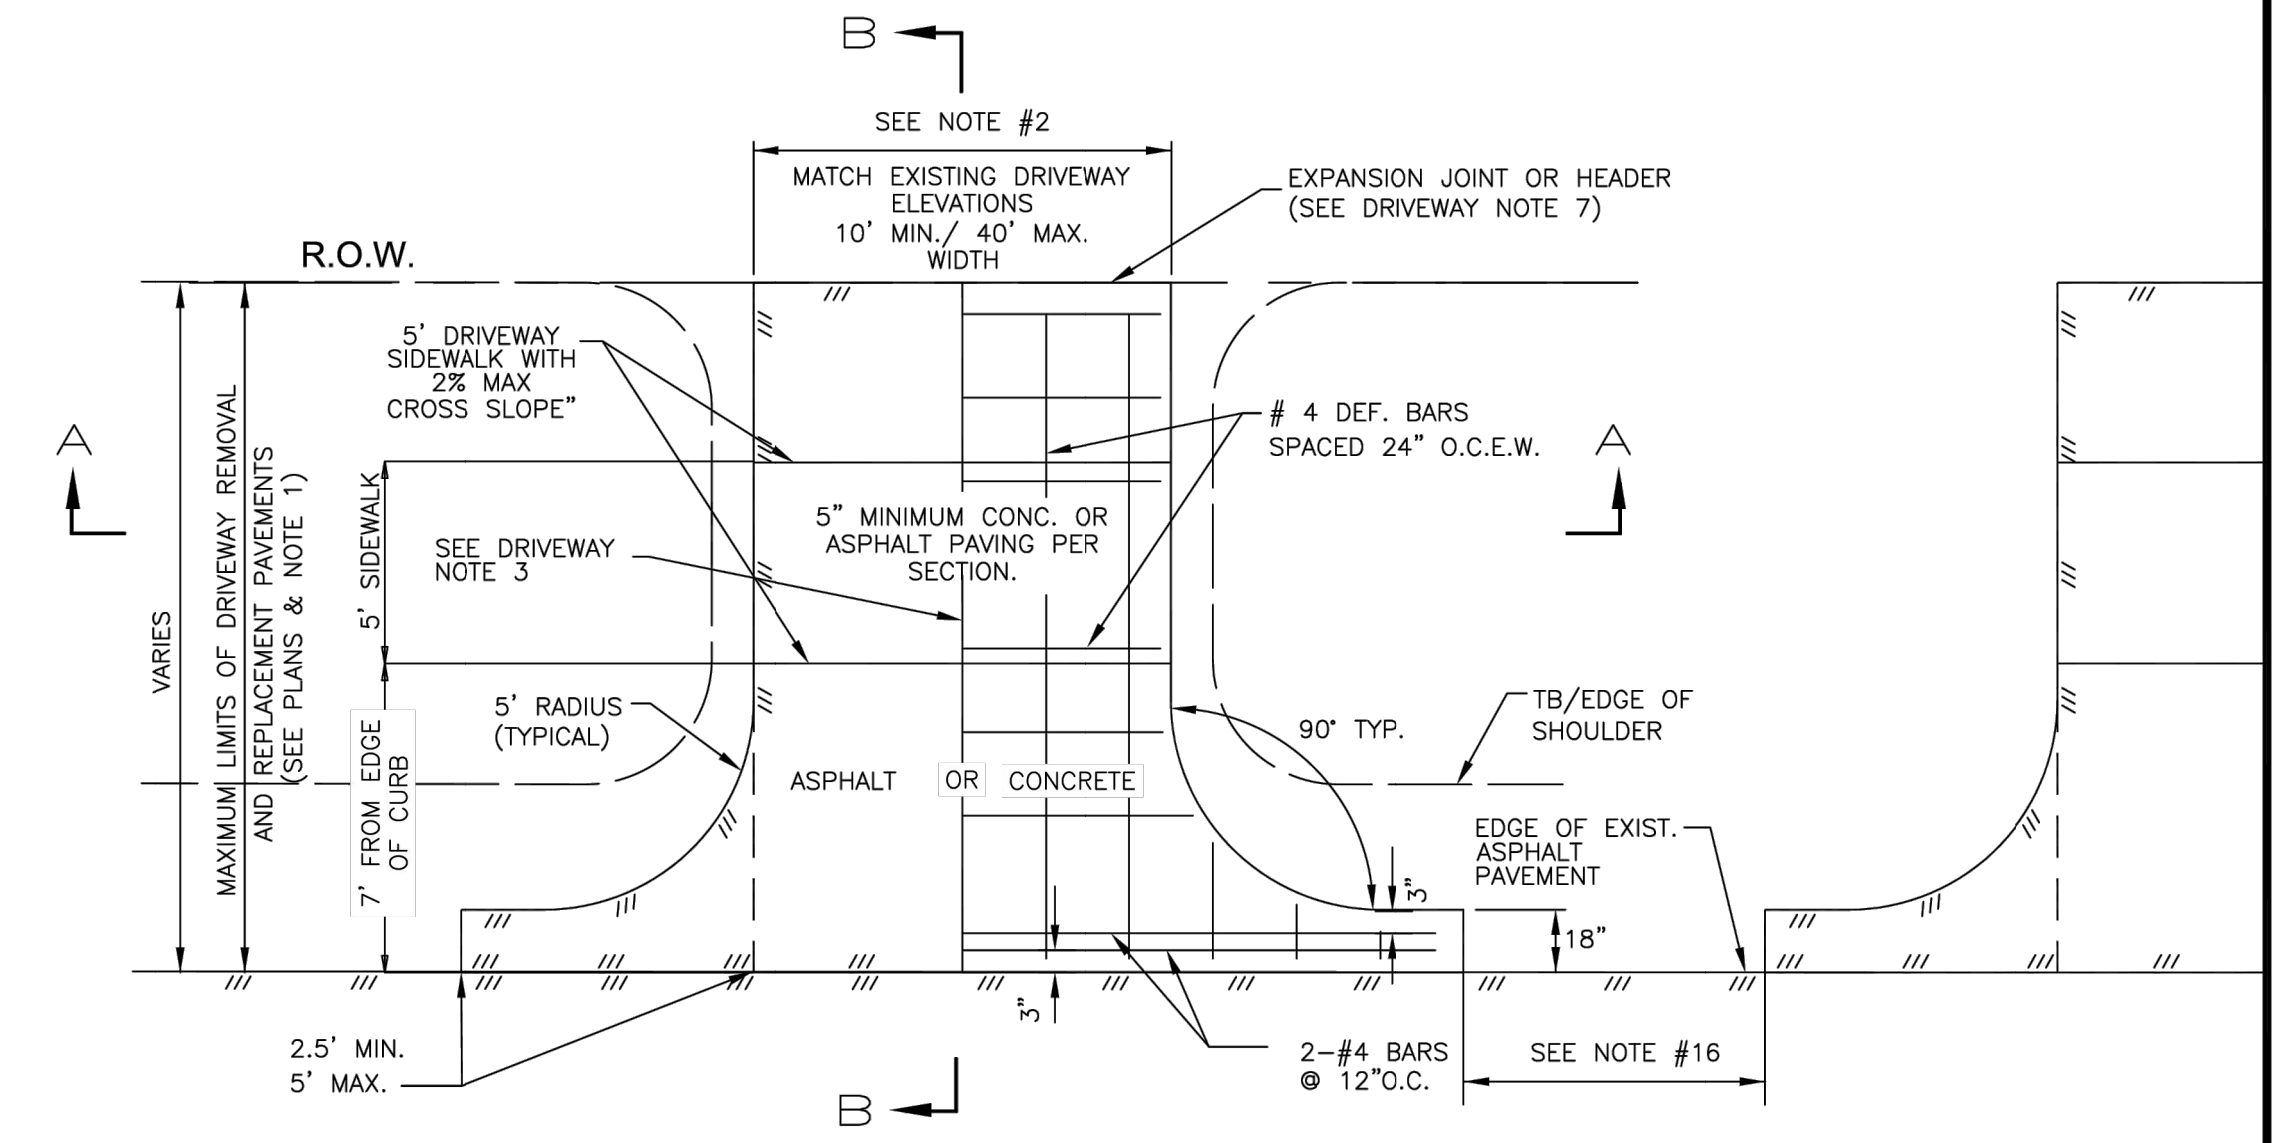 B
SEE NOTE #2
MATCH EXISTING DRIVEWAY
ELEVATIONS
10' MIN./ 40' MAX.
WIDTH
EXPANSION JOINT OR HEADER
(SEE DRIVEWAY NOTE 7)
R.O.W.
5' DRIVEWAY
SIDEWALK WITH
2% MAX
CROSS SLOPE"
A
# 4 DEF. BARS
SPACED 24" O.C.E.W.
A
VARIES
MAXIMUM LIMITS OF DRIVEWAY REMOVAL
AND REPLACEMENT PAVEMENTS
(SEE PLANS & NOTE 1)
5' SIDEWALK
5" MINIMUM CONC. OR
ASPHALT PAVING PER
SECTION.
SEE DRIVEWAY
NOTE 3
7' FROM EDGE
OF CURB
5' RADIUS
(TYPICAL)
90° TYP.
TB/EDGE OF
SHOULDER
ASPHALT OR CONCRETE
EDGE OF EXIST.
ASPHALT
PAVEMENT
3"
18"
3"
2.5' MIN.
5' MAX.
2-#4 BARS
@ 12"O.C.
SEE NOTE #16
B